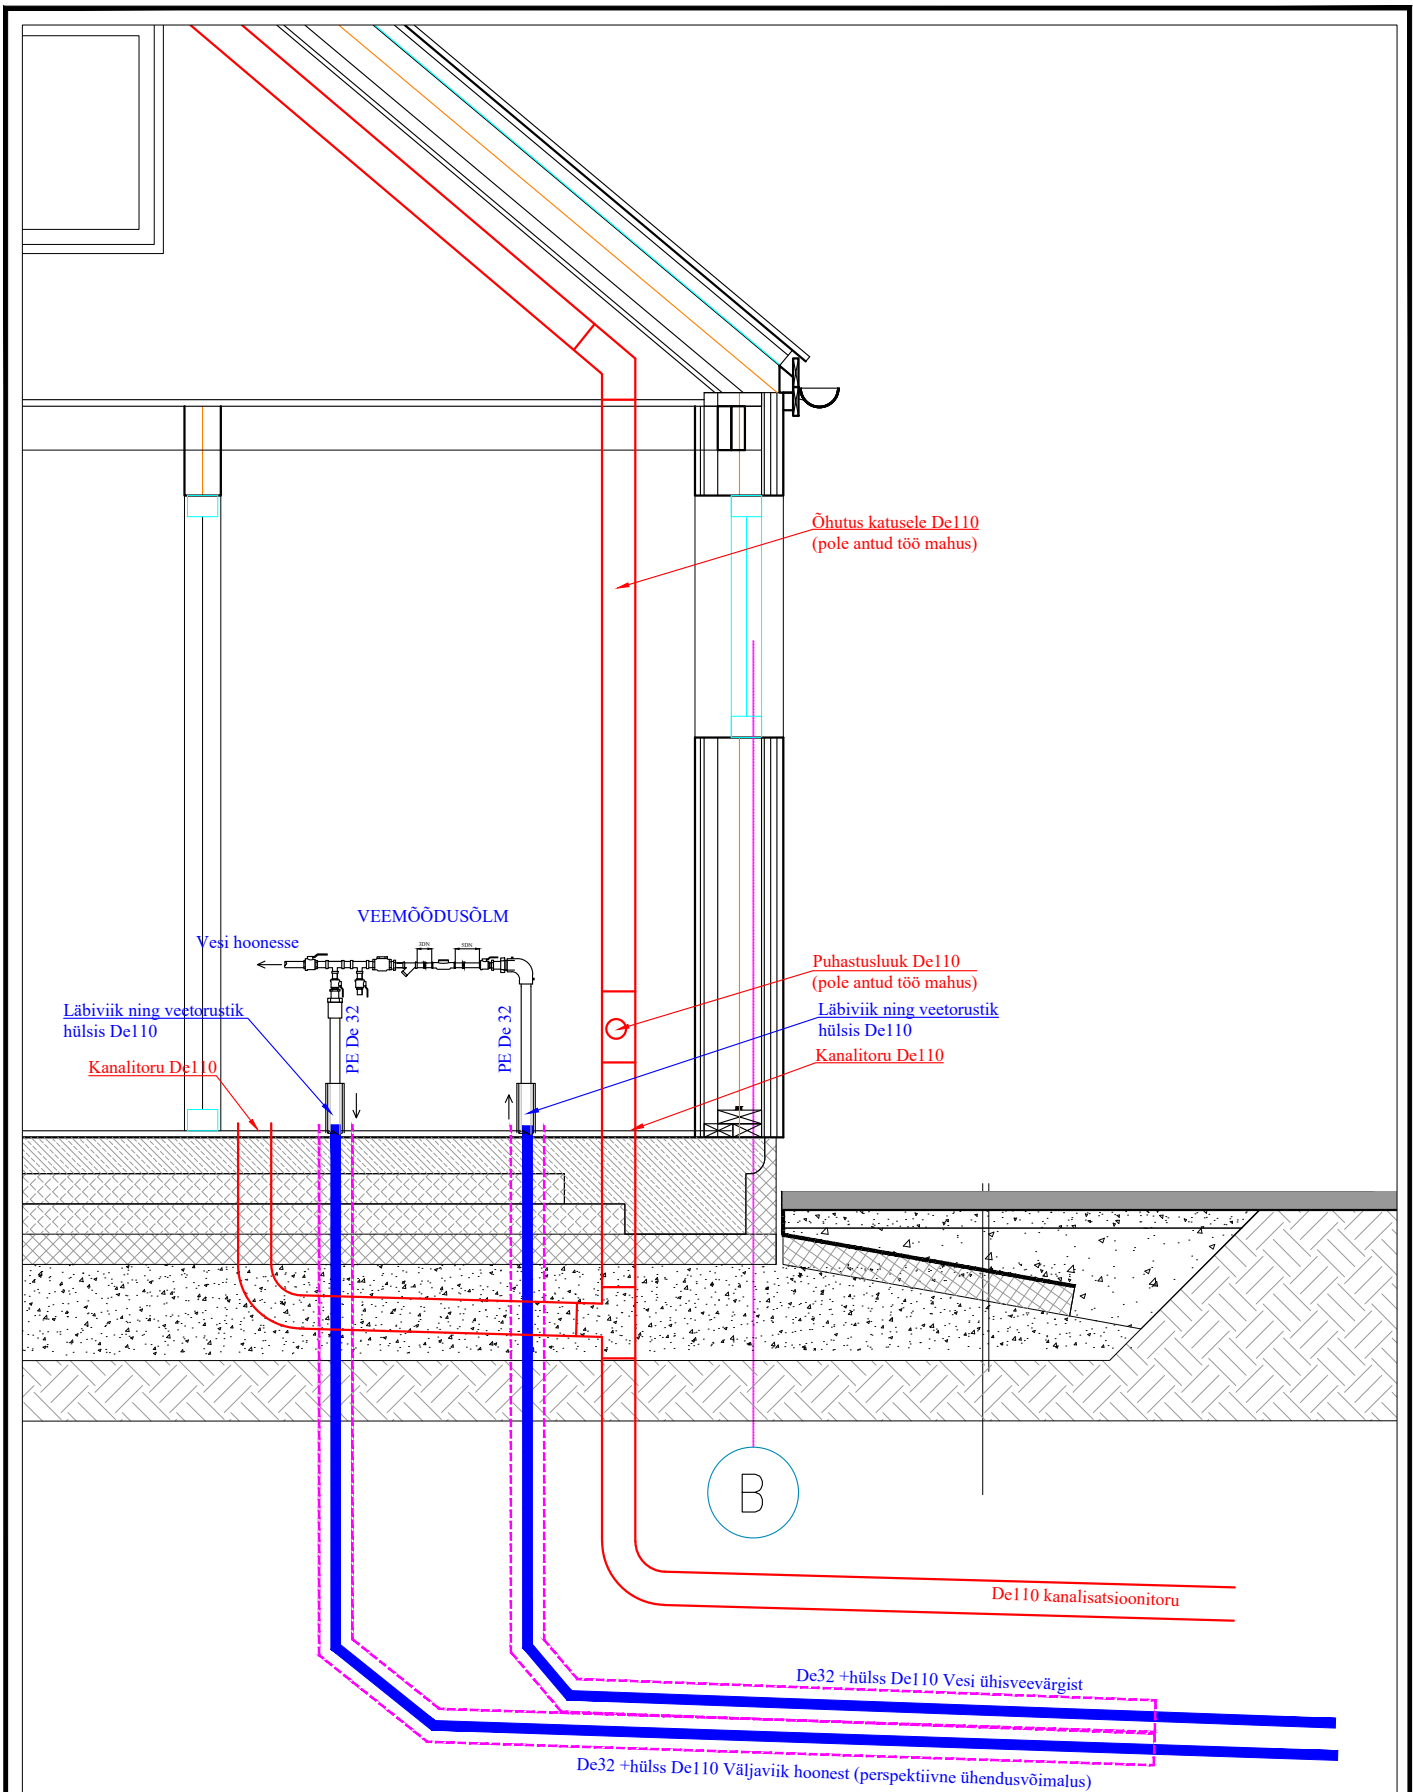 Õhutus katusele De110
(pole antud töö mahus)
VEEMÕÕDUSÕLM
Vesi hoonesse
3DN
5DN
Puhastusluuk De110
(pole antud töö mahus)
Läbiviik ning veetorustik
hülsis De110
PE De 32
PE De 32
Läbiviik ning veetorustik
hülsis De110
Kanalitoru De110
Kanalitoru De110
B
De110 kanalisatsioonitoru
De32 +hülss De110 Vesi ühisveevärgist
De32 +hülss De110 Väljaviik hoonest (perspektiivne ühendusvõimalus)